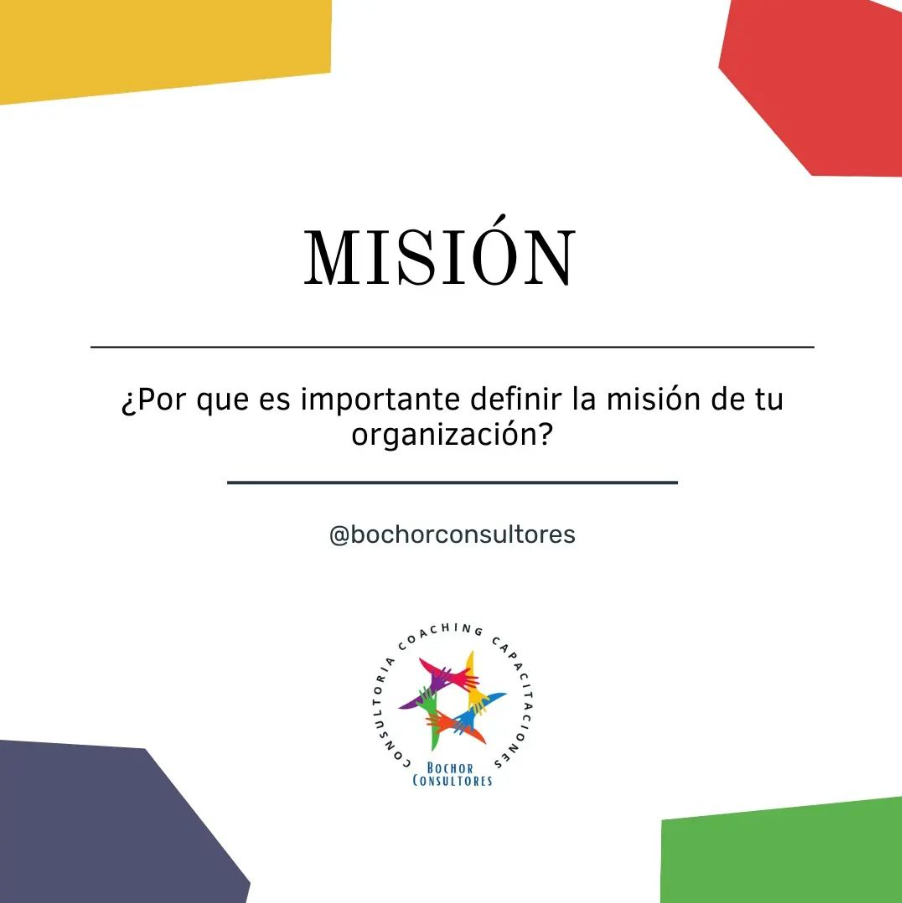 MISIÓN
¿Por que es importante definir la misión de tu
organización?
@bochorconsultores
CONSULTORIA COACHING CAPACITACIONES
BOCHOR
CONSULTORES